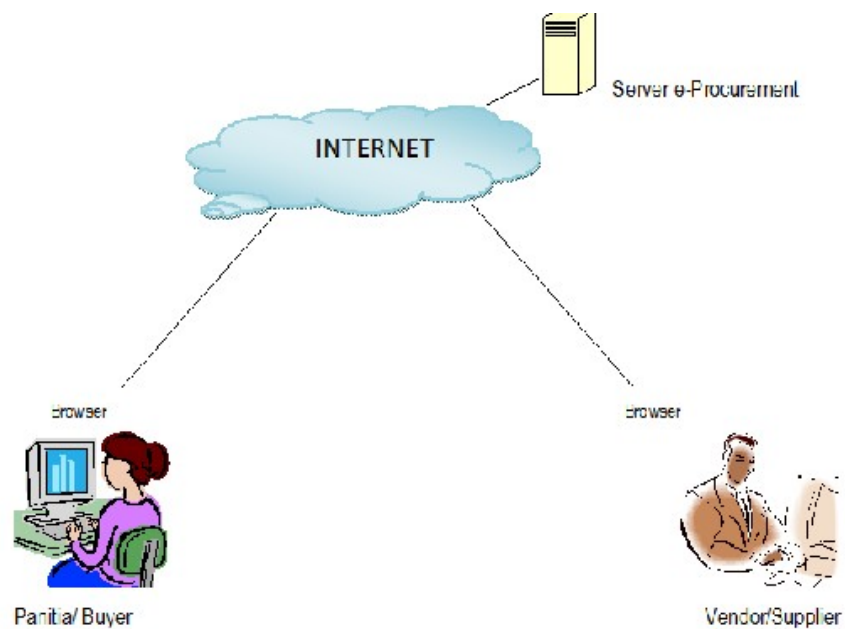 Server e-Procurement
INTERNET
Browser
Browser
Panitia/ Buyer
Vendor/Supplier